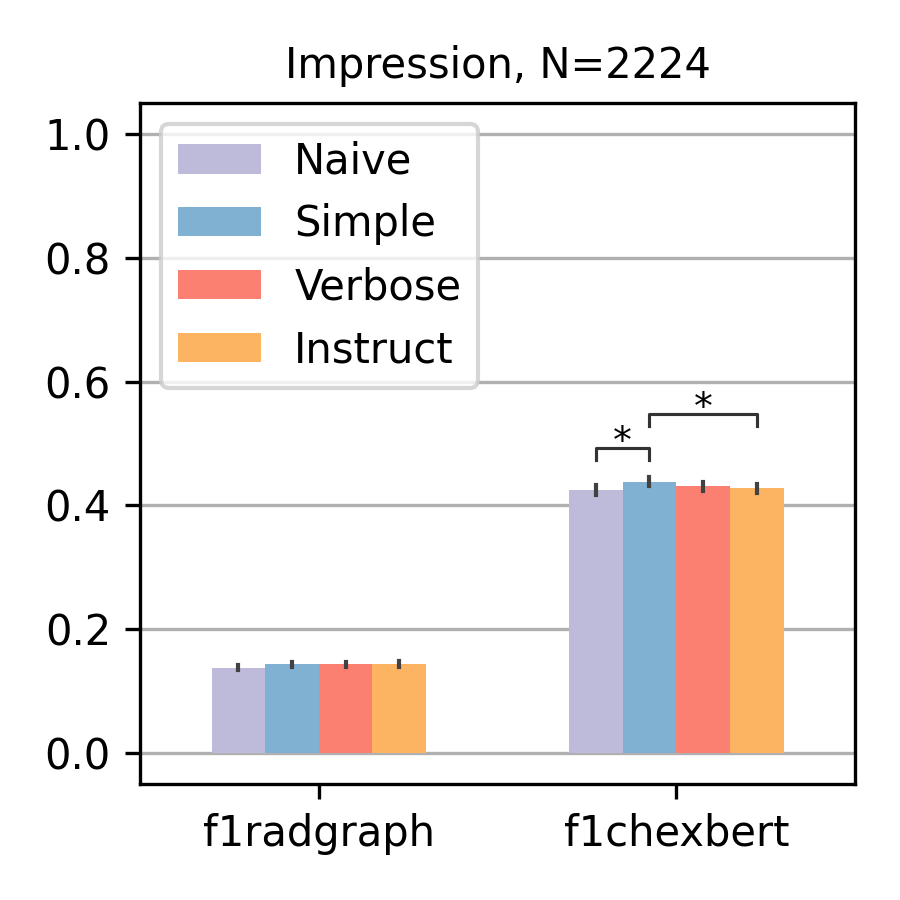 Impression, N=2224
1.0
0.8
0.6
0.4
0.2
0.0
Naive
Simple
Verbose
Instruct
*
*
f1radgraph
f1chexbert